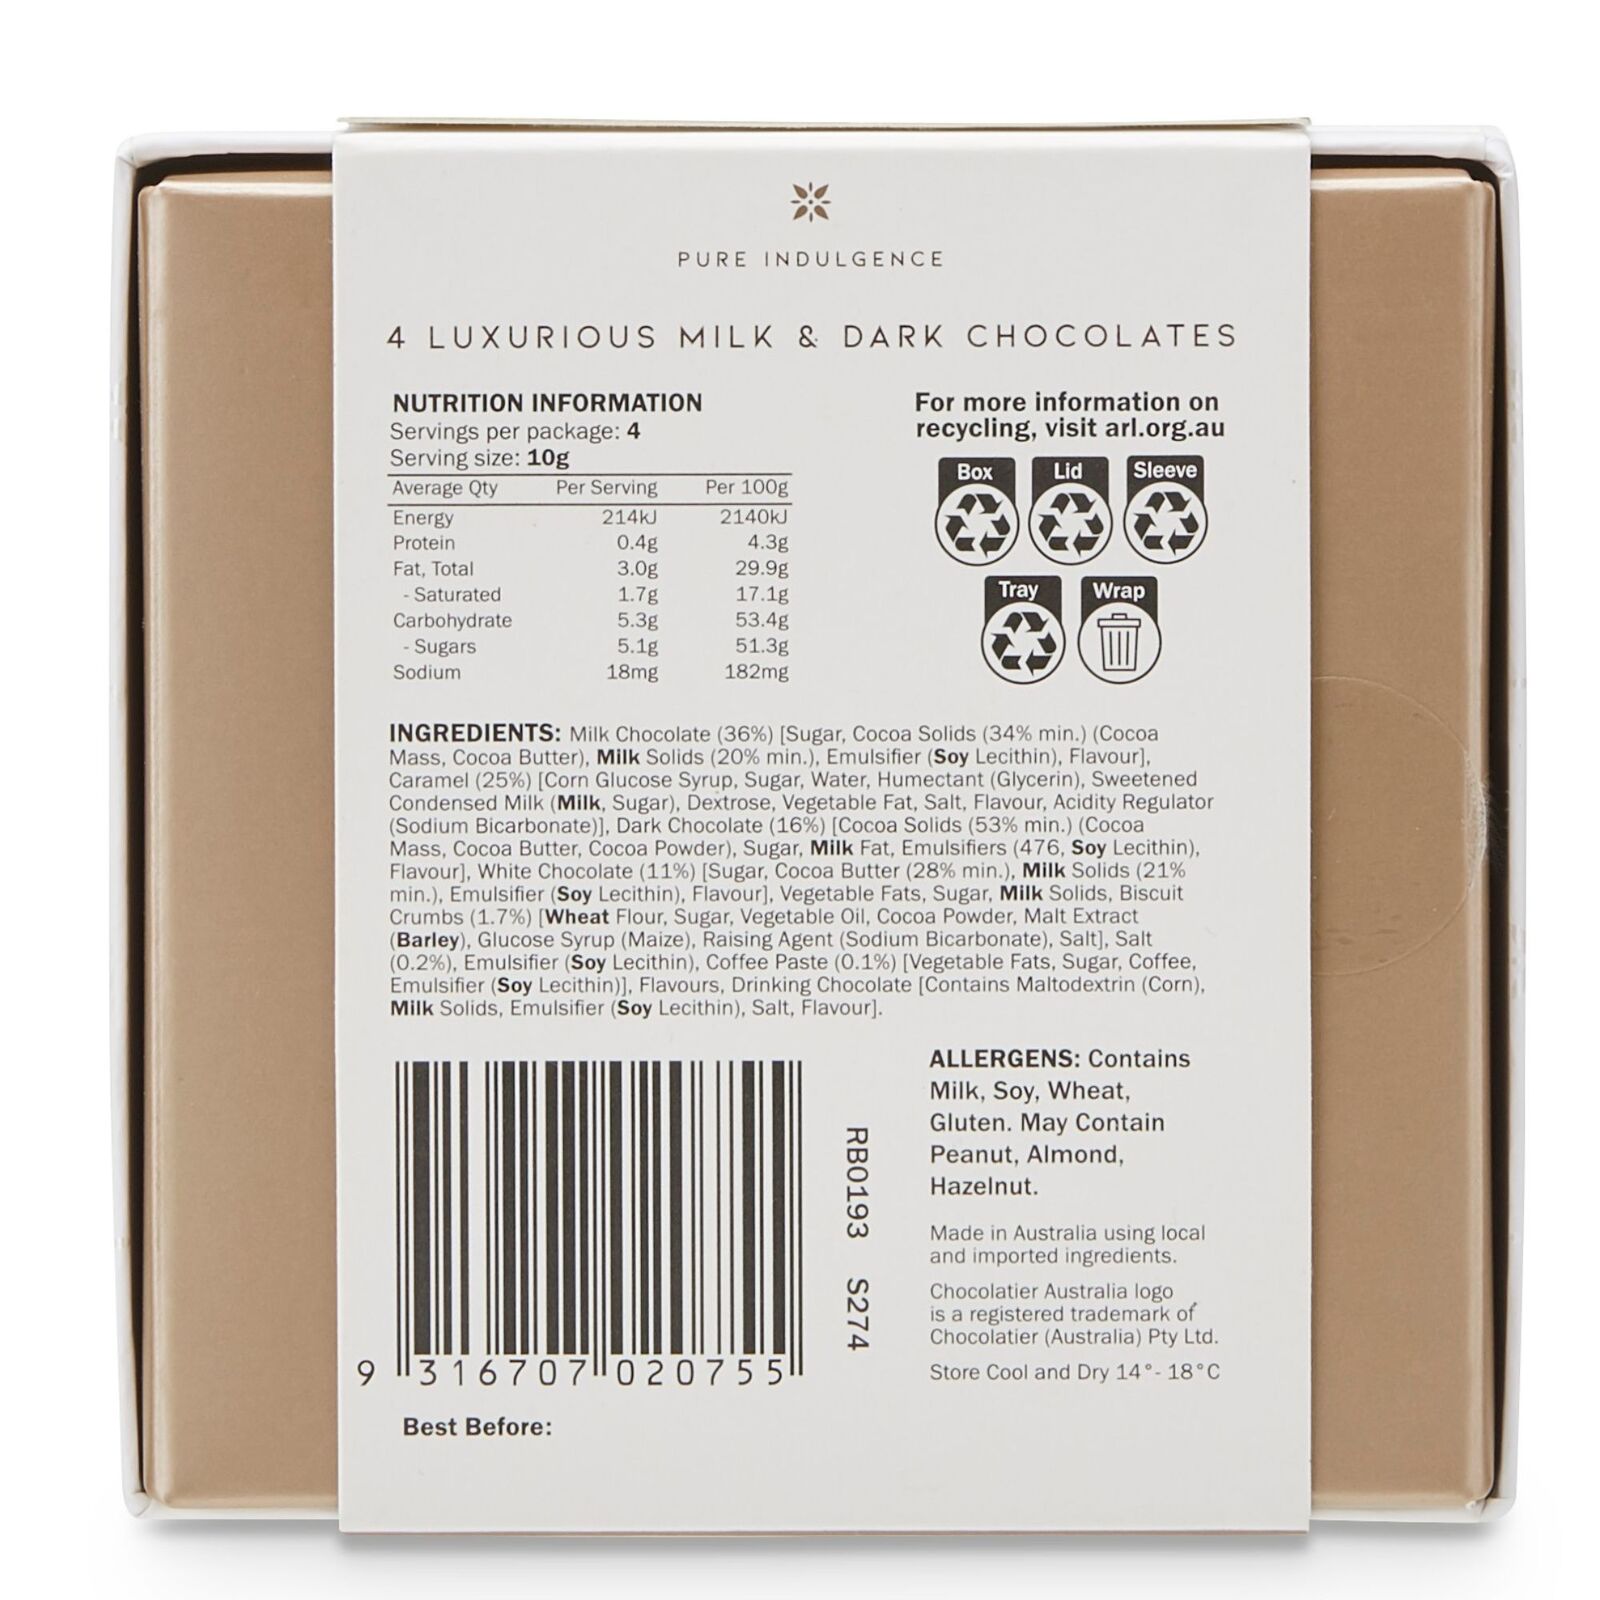 PURE INDULGENCE
4 LUXURIOUS MILK & DARK CHOCOLATES
NUTRITION INFORMATION
Servings per package: 4
Serving size: 10g
Average Qty Per Serving Per 100g
Energy 214kJ 2140kJ
Protein 0.4g 4.3g
Fat, Total 3.0g 29.9g
- Saturated 1.7g 17.1g
Carbohydrate 5.3g 53.4g
- Sugars 5.1g 51.3g
Sodium 18mg 182mg
For more information on
recycling, visit arl.org.au
Box Lid Sleeve
Tray Wrap
INGREDIENTS: Milk Chocolate (36%) [Sugar, Cocoa Solids (34% min.) (Cocoa
Mass, Cocoa Butter), Milk Solids (20% min.), Emulsifier (Soy Lecithin), Flavour],
Caramel (25%) [Corn Glucose Syrup, Sugar, Water, Humectant (Glycerin), Sweetened
Condensed Milk (Milk, Sugar), Dextrose, Vegetable Fat, Salt, Flavour, Acidity Regulator
(Sodium Bicarbonate)], Dark Chocolate (16%) [Cocoa Solids (53% min.) (Cocoa
Mass, Cocoa Butter, Cocoa Powder), Sugar, Milk Fat, Emulsifiers (476, Soy Lecithin),
Flavour], White Chocolate (11%) [Sugar, Cocoa Butter (28% min.), Milk Solids (21%
min.), Emulsifier (Soy Lecithin), Flavour], Vegetable Fats, Sugar, Milk Solids, Biscuit
Crumbs (1.7%) [Wheat Flour, Sugar, Vegetable Oil, Cocoa Powder, Malt Extract
(Barley), Glucose Syrup (Maize), Raising Agent (Sodium Bicarbonate), Salt], Salt
(0.2%), Emulsifier (Soy Lecithin), Coffee Paste (0.1%) [Vegetable Fats, Sugar, Coffee,
Emulsifier (Soy Lecithin)], Flavours, Drinking Chocolate [Contains Maltodextrin (Corn),
Milk Solids, Emulsifier (Soy Lecithin), Salt, Flavour].
9 316707 020755
RB0193 S274
Best Before:
ALLERGENS: Contains
Milk, Soy, Wheat,
Gluten. May Contain
Peanut, Almond,
Hazelnut.
Made in Australia using local
and imported ingredients.
Chocolatier Australia logo
is a registered trademark of
Chocolatier (Australia) Pty Ltd.
Store Cool and Dry 14°- 18°C